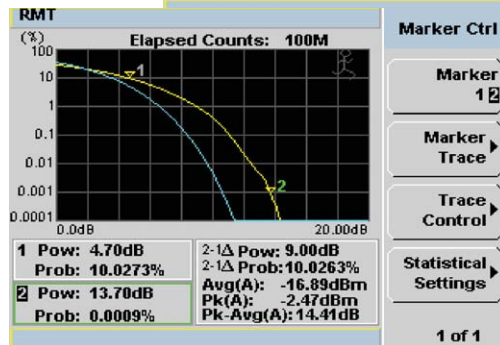 RMT
(%)
Elapsed Counts: 100M
100
10
1
0.1
0.01
0.001
0.0001
1
2
0.0dB
20.00dB
1 Pow: 4.70dB
Prob: 10.0273%
2 Pow: 13.70dB
Prob: 0.0009%
2-1Δ Pow: 9.00dB
2-1Δ Prob:10.0263%
Avg(A): -16.89dBm
Pk(A): -2.47dBm
Pk-Avg(A):14.41dB
Marker Ctrl
Marker
1 2
Marker
Trace
Trace
Control
Statistical
Settings
1 of 1